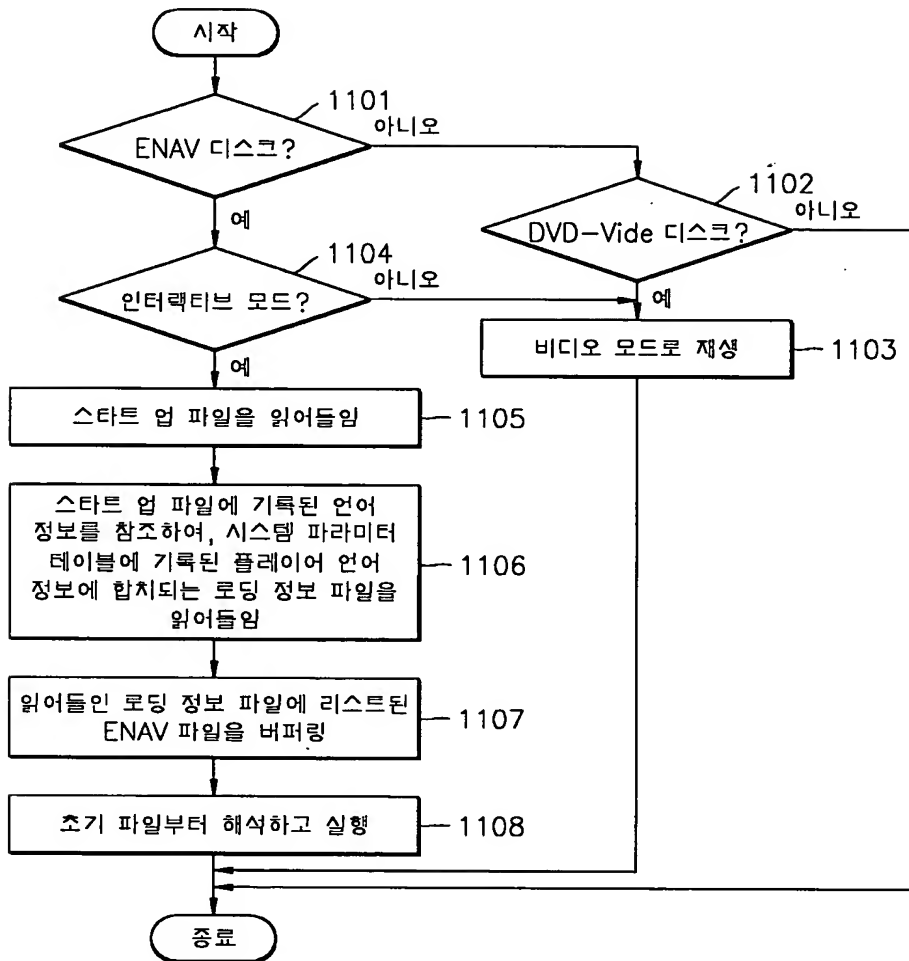 시작
1101
ENAV 디스크?
아니오
1102
예
DVD-Vide 디스크?
아니오
1104
인터랙티브 모드?
아니오
예
예
비디오 모드로 재생
1103
스타트 업 파일을 읽어들임
1105
스타트 업 파일에 기록된 언어
정보를 참조하여, 시스템 파라미터
테이블에 기록된 플레이어 언어
정보에 합치되는 로딩 정보 파일을
읽어들임
1106
읽어들인 로딩 정보 파일에 리스트된
ENAV 파일을 버퍼링
1107
초기 파일부터 해석하고 실행
1108
종료